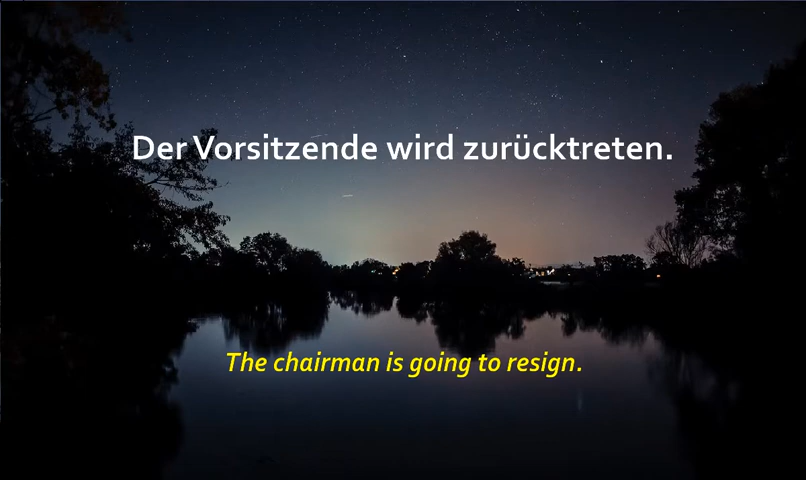 Der Vorsitzende wird zurücktreten.
The chairman is going to resign.